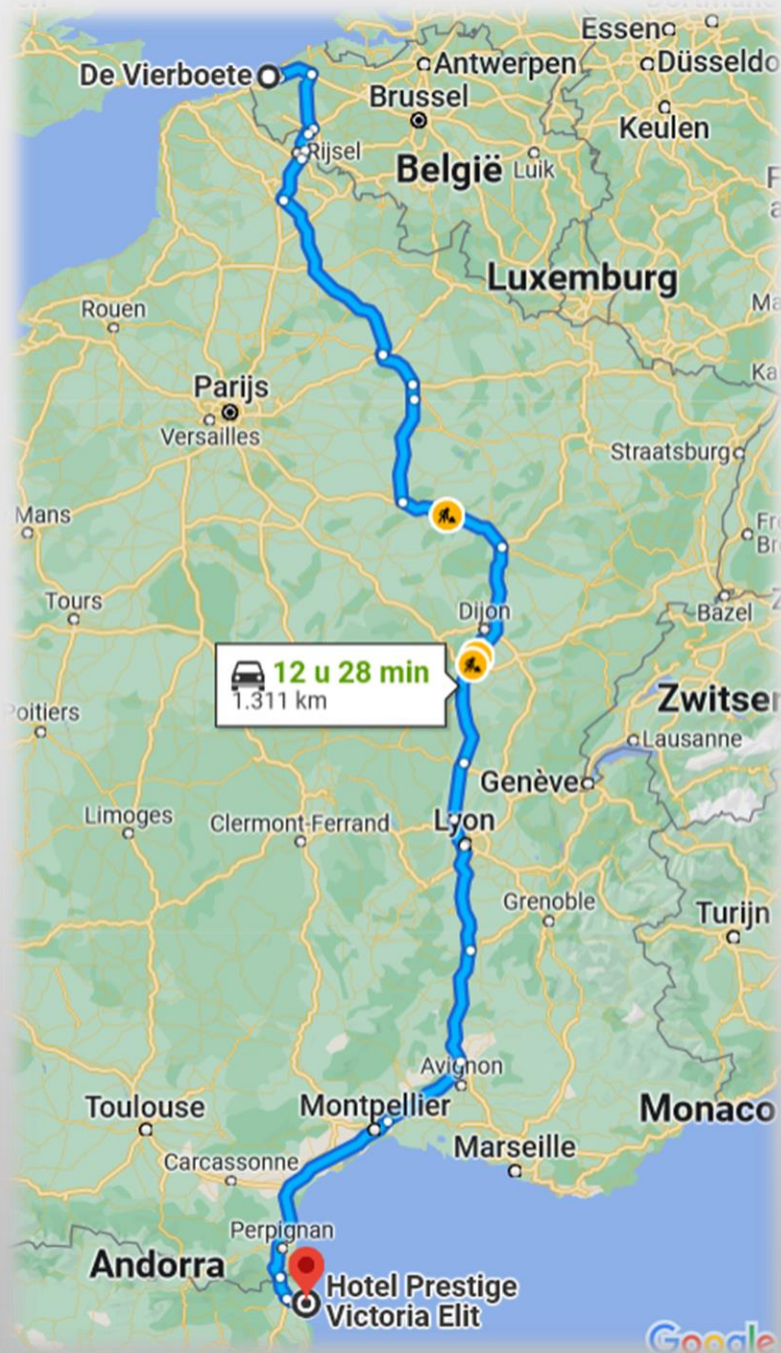 Essen
De Vierboete
Antwerpen
Düsseldo
Brussel
Keulen
Rijsel
België
Luik
Luxemburg
Rouen
Ma
Parijs
Ka
Versailles
Straatsburg
Mans
Fr
Br
Tours
Dijon
Bazel
12 u 28 min
1.311 km
Zwitser
Poitiers
Lausanne
Genève
Limoges
Clermont-Ferrand
Lyon
Grenoble
Turijn
Avignon
Toulouse
Montpellier
Monaco
Marseille
Carcassonne
Perpignan
Andorra
Hotel Prestige
Victoria Elit
Google